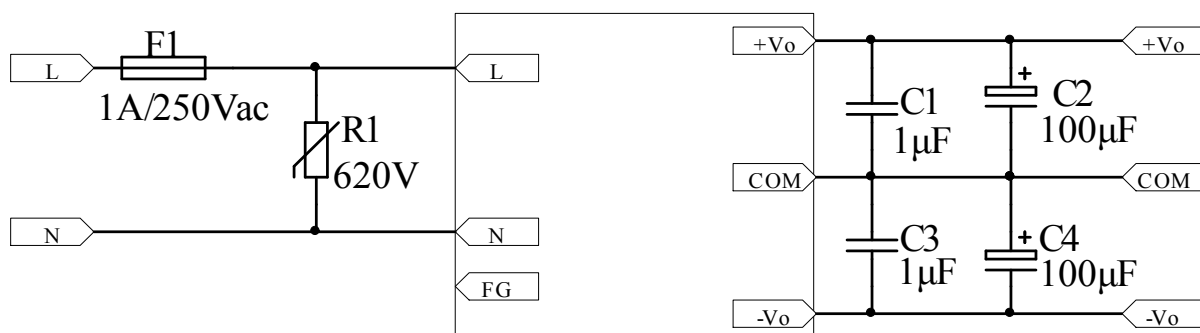 F1
L
1A/250Vac
R1
620V
N
L
N
FG
+Vo
COM
-Vo
C1
1µF
C2
100µF
C3
1µF
C4
100µF
+
+
+Vo
COM
-Vo